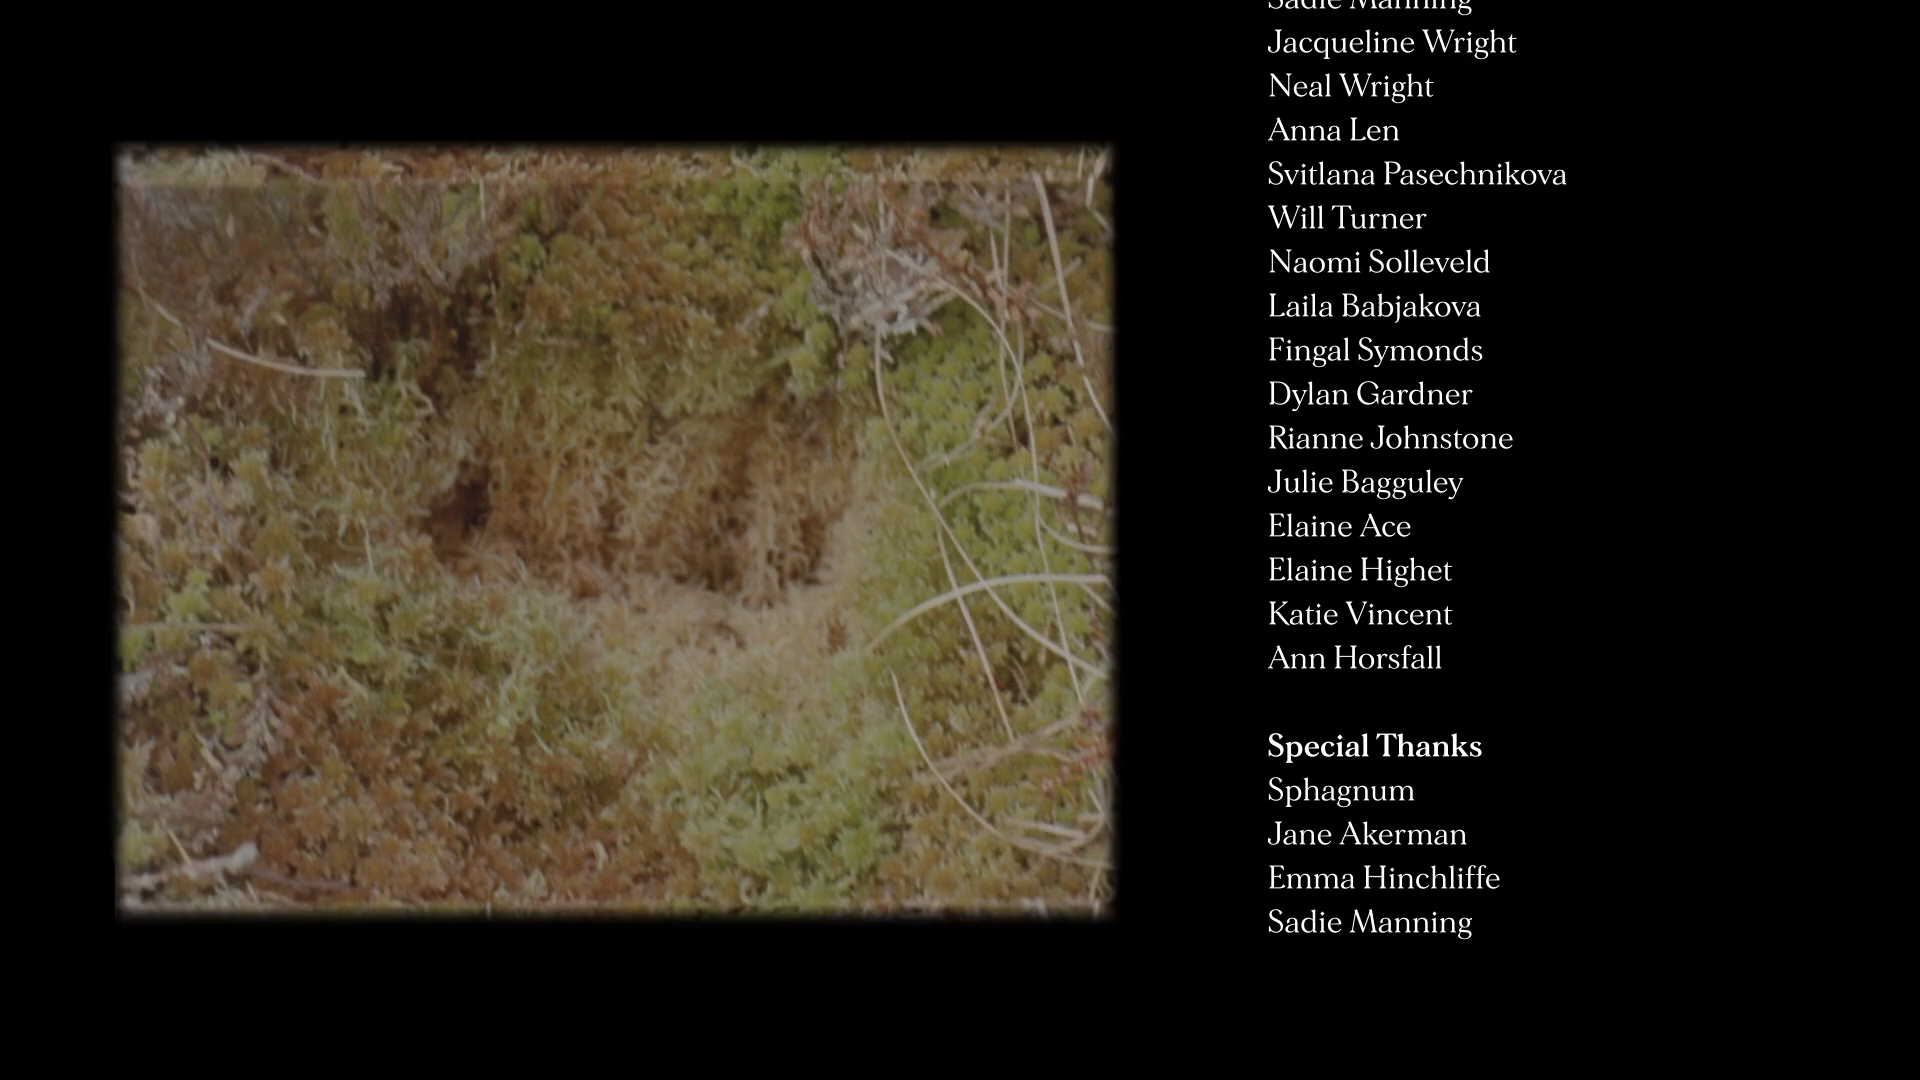 Sadie Manning
Jacqueline Wright
Neal Wright
Anna Len
Svitlana Pasechnikova
Will Turner
Naomi Solleveld
Laila Babjakova
Fingal Symonds
Dylan Gardner
Rianne Johnstone
Julie Bagguley
Elaine Ace
Elaine Highet
Katie Vincent
Ann Horsfall
Special Thanks
Sphagnum
Jane Akerman
Emma Hinchliffe
Sadie Manning